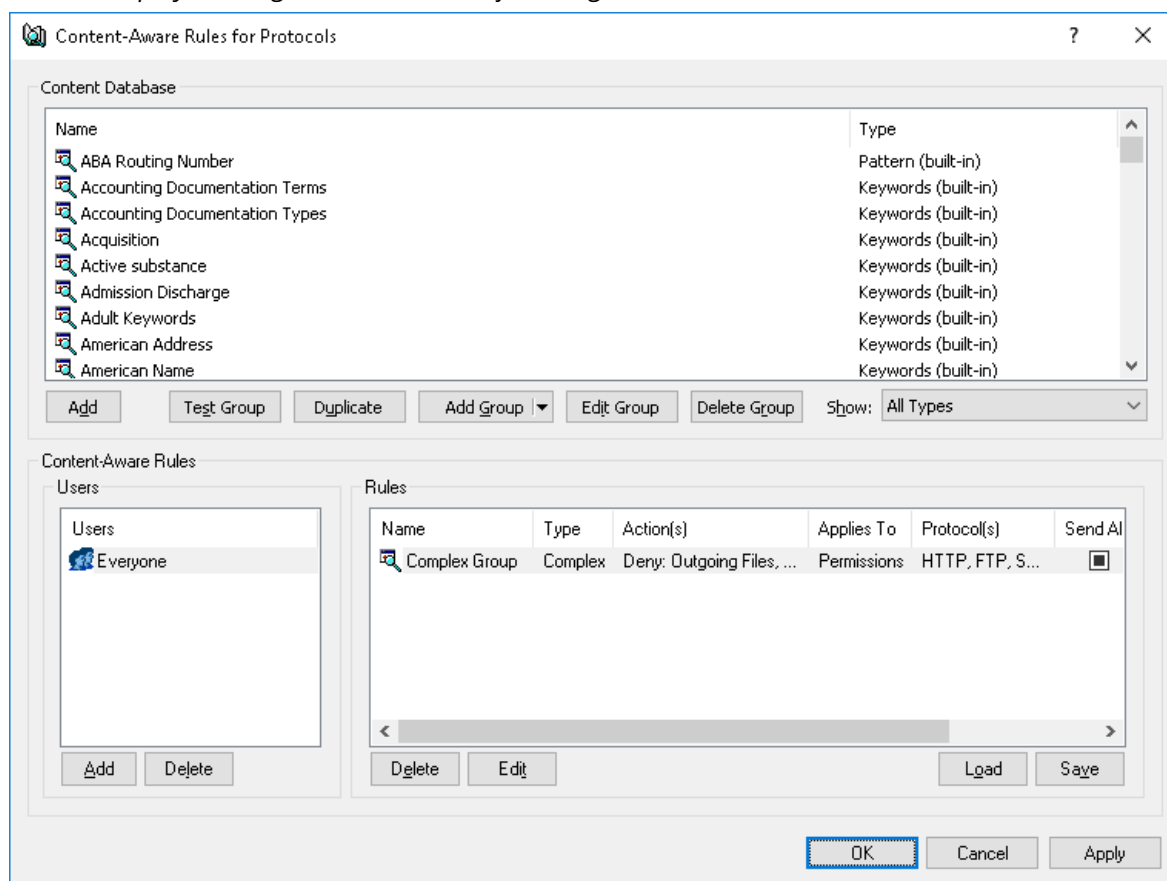 Content-Aware Rules for Protocols ?
Content Database
Name Type
ABA Routing Number Pattern (built-in)
Accounting Documentation Terms Keywords (built-in)
Accounting Documentation Types Keywords (built-in)
Acquisition Keywords (built-in)
Active substance Keywords (built-in)
Admission Discharge Keywords (built-in)
Adult Keywords Keywords (built-in)
American Address Keywords (built-in)
American Name Keywords (built-in)
Add Test Group Duplicate Add Group Edit Group Delete Group Show: All Types
Content-Aware Rules
Users Rules
Users Name Type Action(s) Applies To Protocol(s) Send Al
Everyone Complex Group Complex Deny: Outgoing Files, ... Permissions HTTP, FTP, S...
Add Delete Delete Edit Load Save
OK Cancel Apply